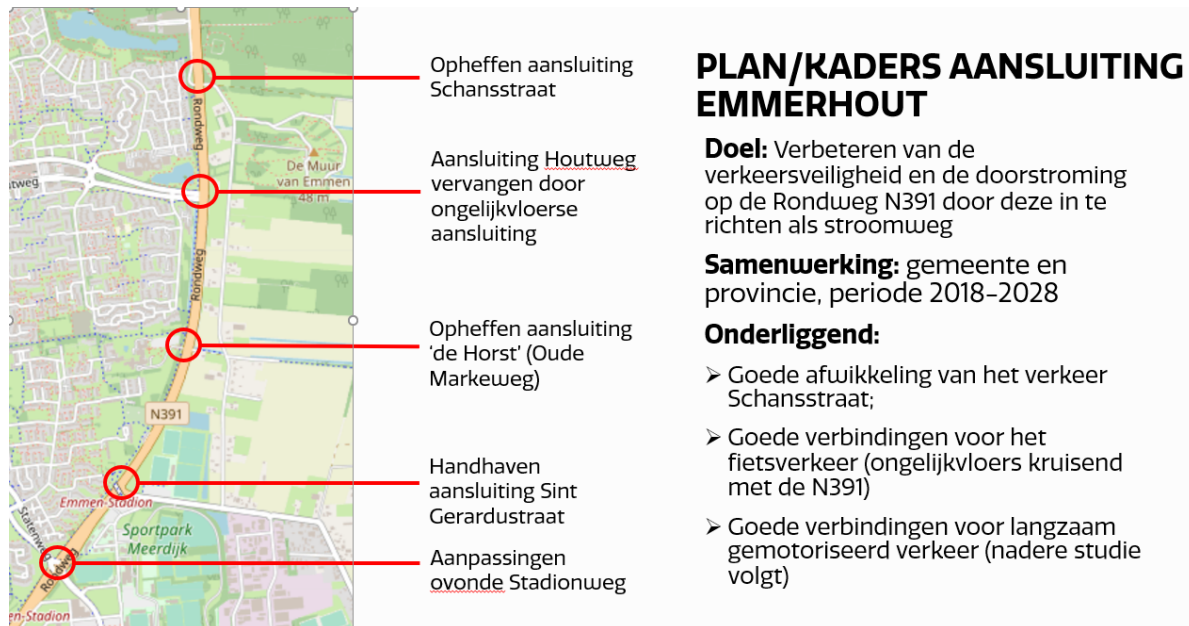 Opheffen aansluiting
Schansstraat
Aansluiting Houtweg
vervangen door
ongelijkvloerse
aansluiting
Opheffen aansluiting
‘de Horst’ (Oude
Markeweg)
Handhaven
aansluiting Sint
Gerardustraat
Aanpassingen
ovonde Stadionweg
PLAN/KADERS AANSLUITING
EMMERHOUT
Doel: Verbeteren van de
verkeersveiligheid en de doorstroming
op de Rondweg N391 door deze in te
richten als stroomweg
Samenwerking: gemeente en
provincie, periode 2018-2028
Onderliggend:
➢ Goede afwikkeling van het verkeer
Schansstraat;
➢ Goede verbindingen voor het
fietsverkeer (ongelijkvloers kruisend
met de N391)
➢ Goede verbindingen voor langzaam
gemotoriseerd verkeer (nadere studie
volgt)
Rondweg
De Muur
van Emmen
48 m
utweg
Rondweg
N391
Emmen-Stadion
Statenweg
Sportpark
Meerdijk
Rondweg
en-Stadion